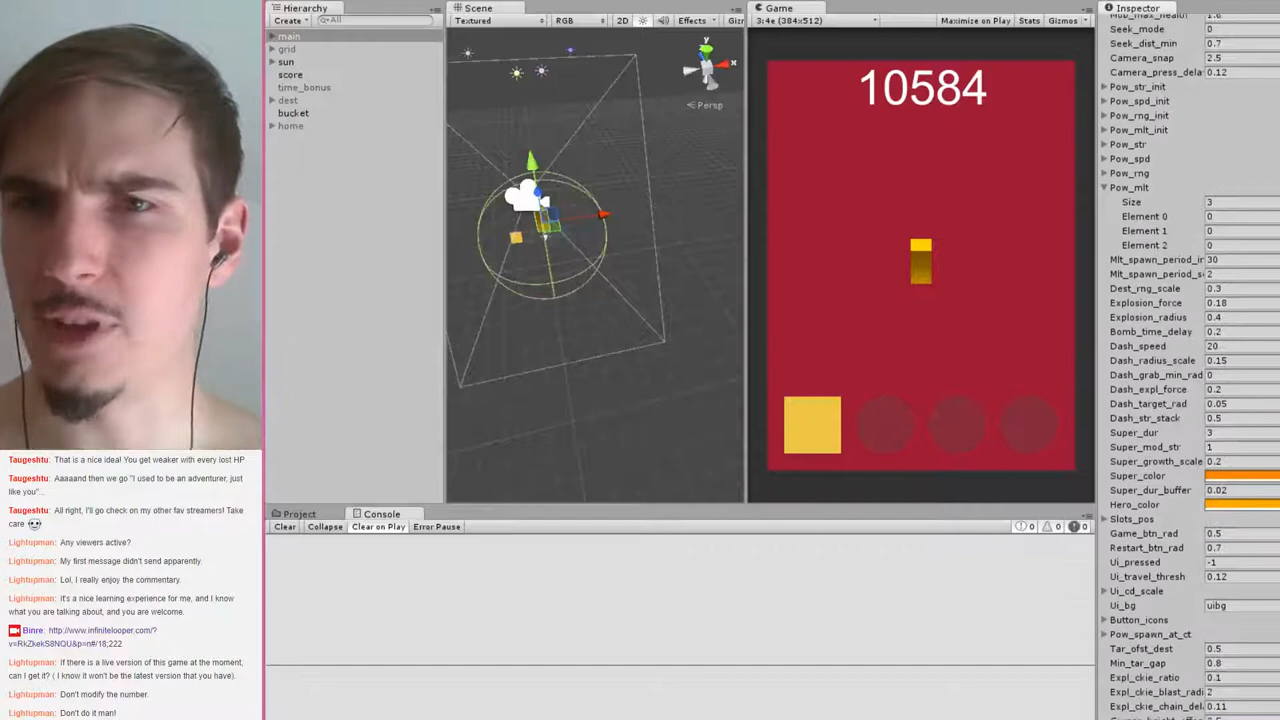 Hierarchy
Create
All
main
grid
sun
score
time_bonus
dest
bucket
home
Scene
Textured
RGB
2D
Effects
Giz
y
x
Persp
Game
3:4e (384x512)
Maximize on Play
Stats
Gizmos
10584
Inspector
Mob_max_health 1.6
Seek_mode 0
Seek_dist_min 0.7
Camera_snap 2.5
Camera_press_dela 0.12
Pow_str_init
Pow_spd_init
Pow_rng_init
Pow_mlt_init
Pow_str
Pow_spd
Pow_rng
Pow_mlt
Size 3
Element 0 0
Element 1 0
Element 2 0
Mlt_spawn_period_in 30
Mlt_spawn_period_s 2
Dest_rng_scale 0.3
Explosion_force 0.18
Explosion_radius 0.4
Bomb_time_delay 0.2
Dash_speed 20
Dash_radius_scale 0.15
Dash_grab_min_rad 0
Dash_expl_force 0.2
Dash_target_rad 0.05
Dash_str_stack 0.5
Super_dur 3
Super_mod_str 1
Super_growth_scale 0.2
Super_color
Super_dur_buffer 0.02
Hero_color
Slots_pos
Game_btn_rad 0.5
Restart_btn_rad 0.7
Ui_pressed -1
Ui_travel_thresh 0.12
Ui_cd_scale
Ui_bg uibg
Button_icons
Pow_spawn_at_ct
Tar_ofst_dest 0.5
Min_tar_gap 0.8
Expl_ckie_ratio 0.1
Expl_ckie_blast_radi 2
Expl_ckie_chain_del 0.11
Project
Console
Clear
Collapse
Clear on Play
Error Pause
0
0
0
Taugeshtu: That is a nice idea! You get weaker with every lost HP
Taugeshtu: Aaaaand then we go "I used to be an adventurer, just
like you"...
Taugeshtu: All right, I'll go check on my other fav streamers! Take
care
Lightupman: Any viewers active?
Lightupman: My first message didn't send apparently.
Lightupman: Lol, I really enjoy the commentary.
Lightupman: it's a nice learning experience for me, and I know
what you are talking about, and you are welcome.
Binre: http://www.infinitelooper.com/?
v=RkZkekS8NQU&p=n#/18;222
Lightupman: If there is a live version of this game at the moment,
can I get it? ( I know it won't be the latest version that you have).
Lightupman: Don't modify the number.
Lightupman: Don't do it man!